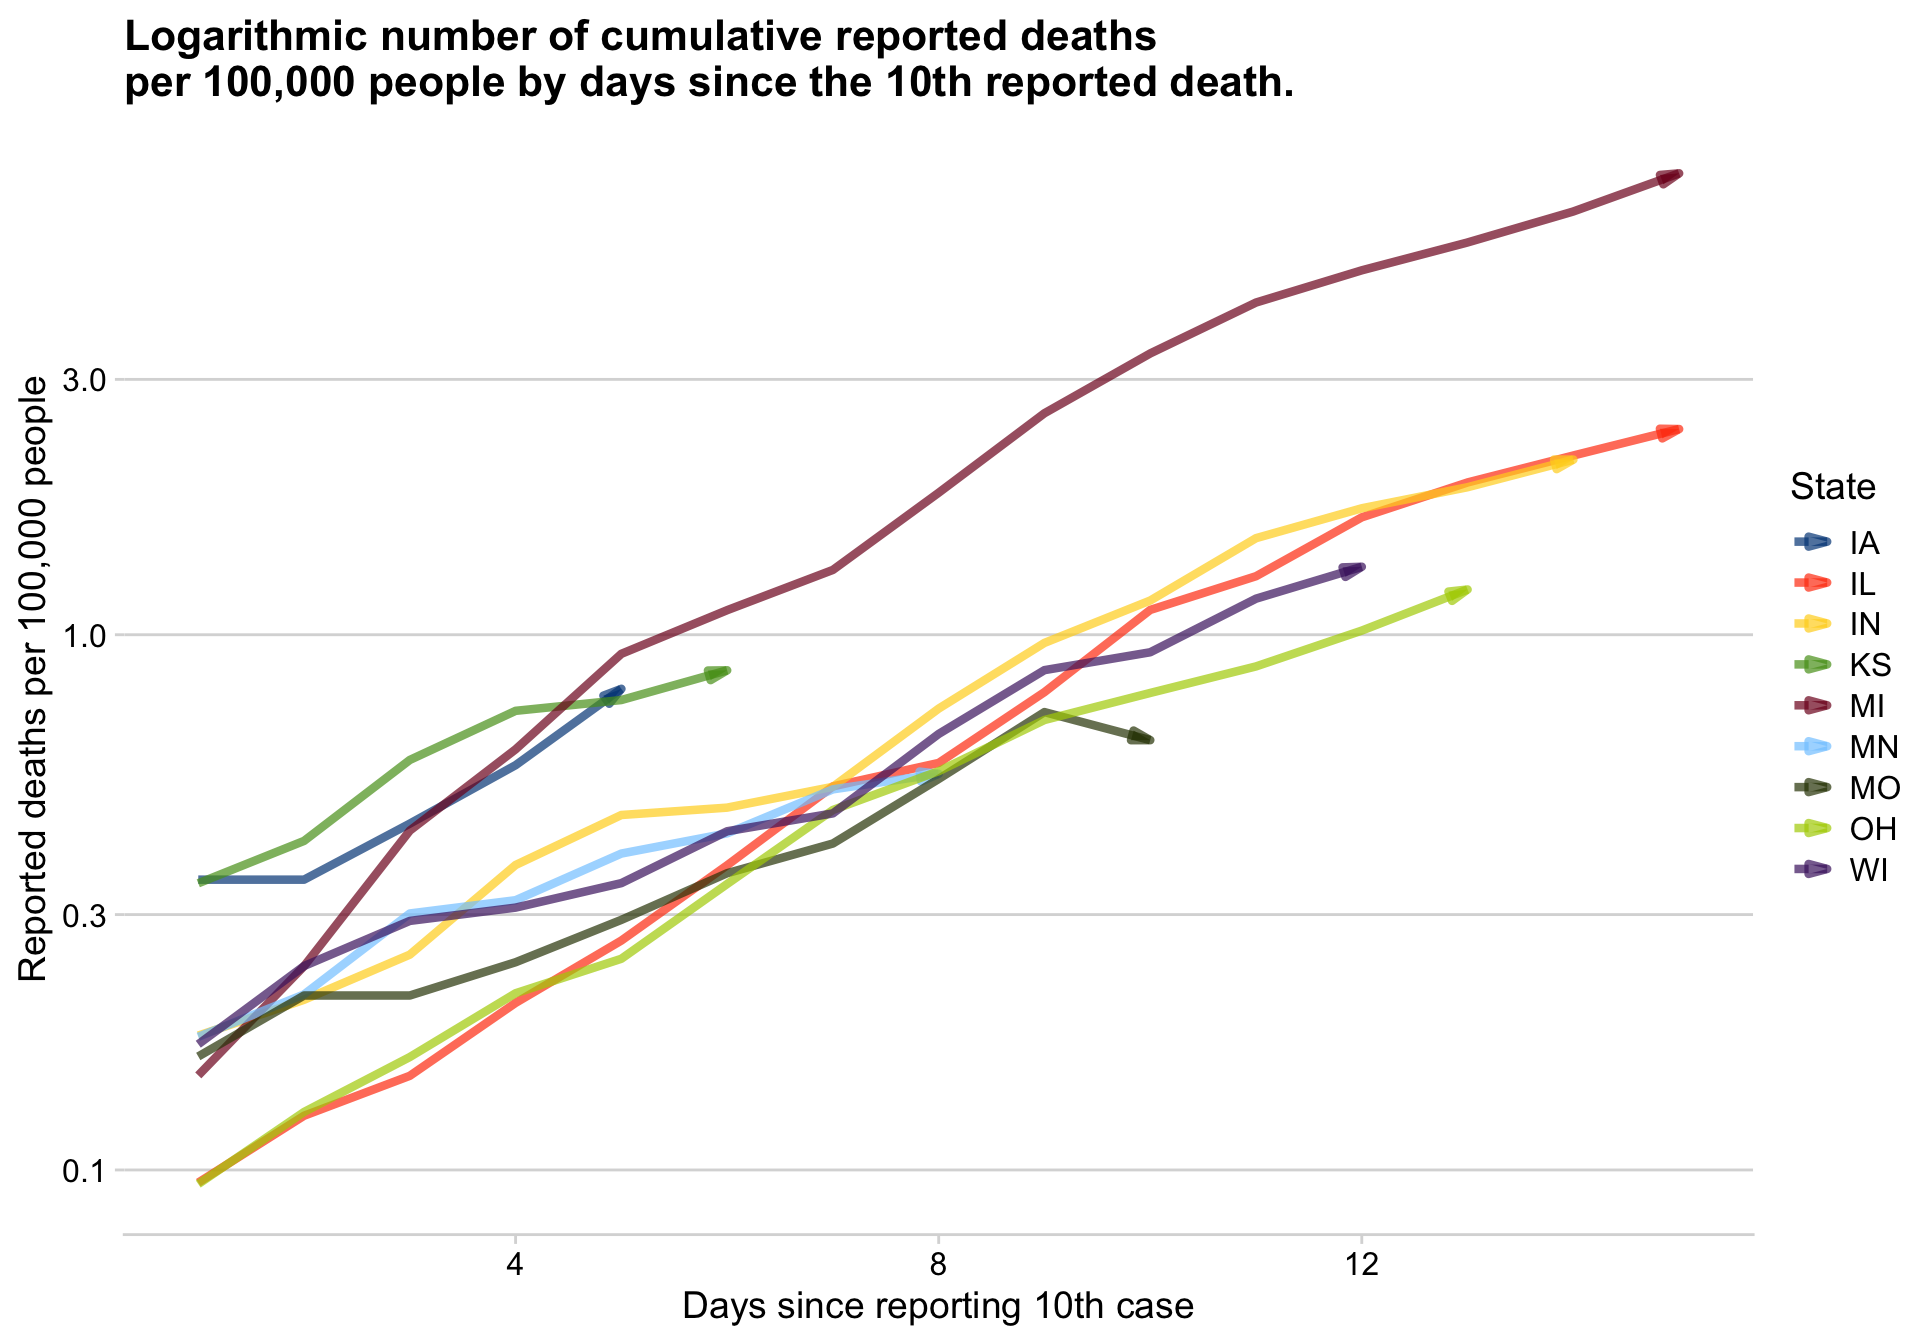 Logarithmic number of cumulative reported deaths
per 100,000 people by days since the 10th reported death.
Reported deaths per 100,000 people
3.0
1.0
0.3
0.1
4
8
12
Days since reporting 10th case
State
IA
IL
IN
KS
MI
MN
MO
OH
WI